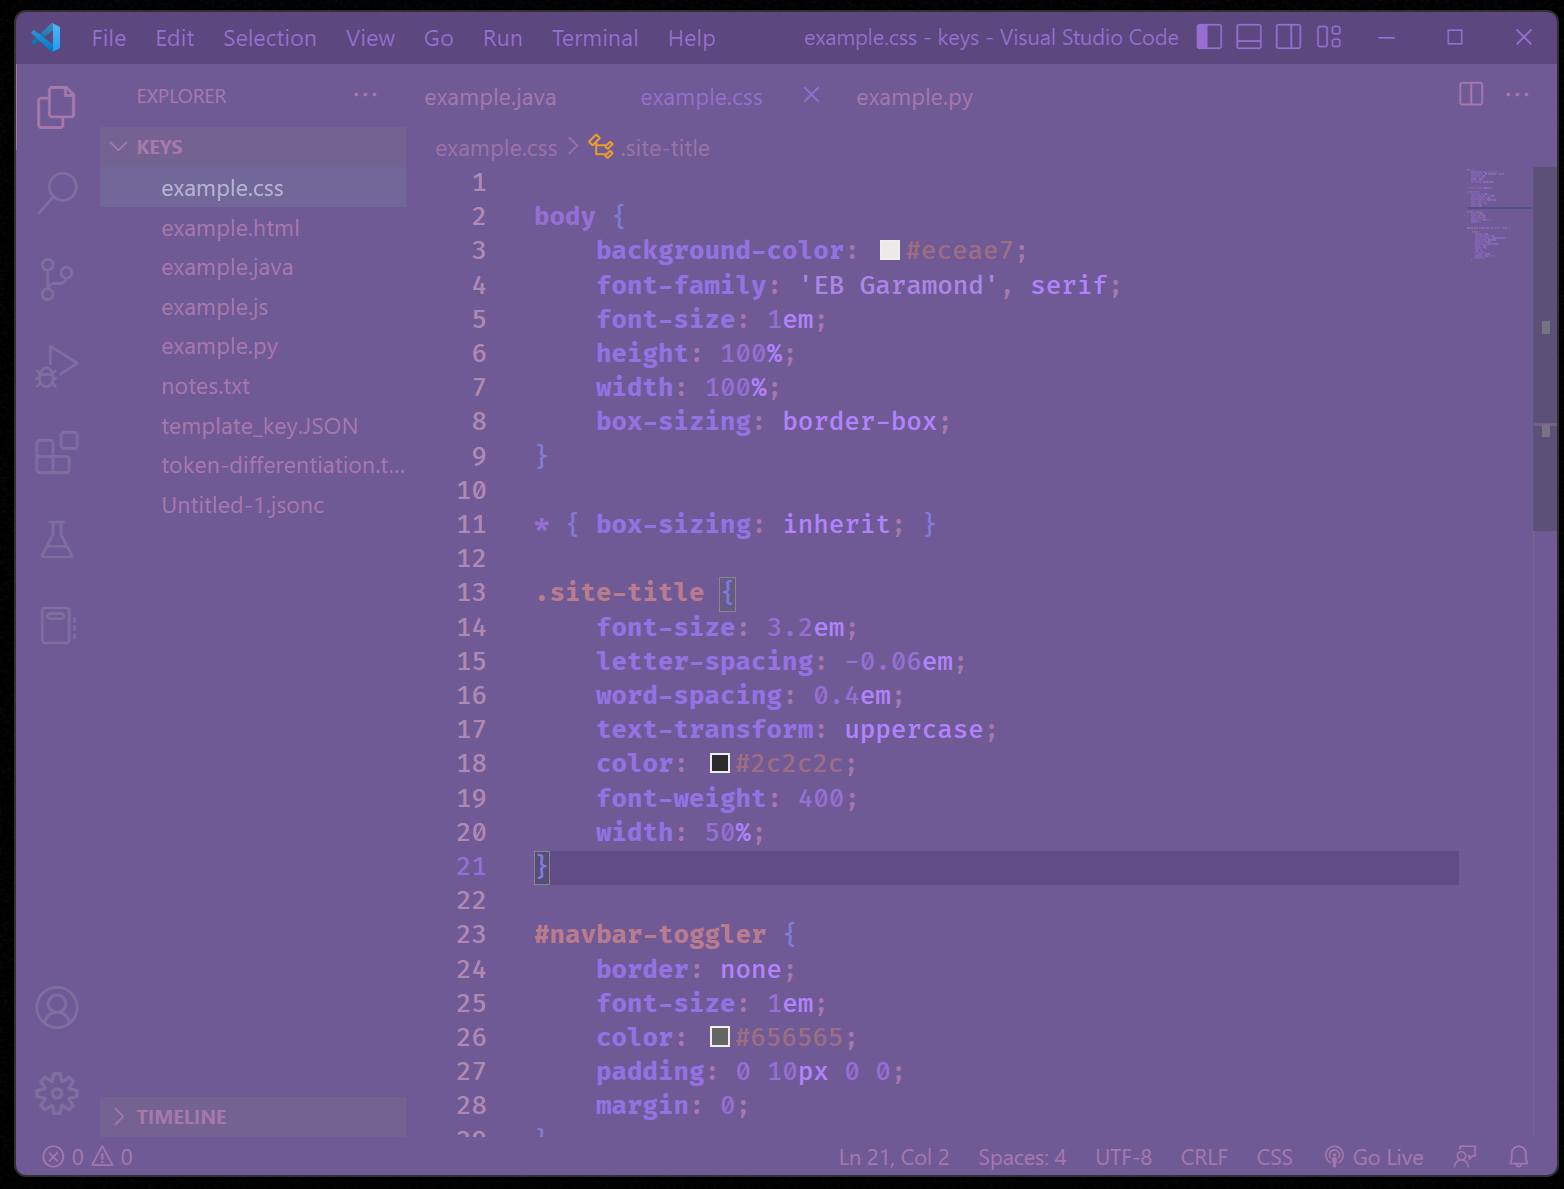 File Edit Selection View Go Run Terminal Help example.css - keys - Visual Studio Code
EXPLORER
KEYS
example.css
example.html
example.java
example.js
example.py
notes.txt
template_key.JSON
token-differentiation.t...
Untitled-1.jsonc
TIMELINE
example.java example.css example.py
example.css > .site-title
1
2 body {
3     background-color: #eceae7;
4     font-family: 'EB Garamond', serif;
5     font-size: 1em;
6     height: 100%;
7     width: 100%;
8     box-sizing: border-box;
9 }
10
11 * { box-sizing: inherit; }
12
13 .site-title {
14     font-size: 3.2em;
15     letter-spacing: -0.06em;
16     word-spacing: 0.4em;
17     text-transform: uppercase;
18     color: #2c2c2c;
19     font-weight: 400;
20     width: 50%;
21 }
22
23 #navbar-toggler {
24     border: none;
25     font-size: 1em;
26     color: #656565;
27     padding: 0 10px 0 0;
28     margin: 0;
29 }
0 0 Ln 21, Col 2 Spaces: 4 UTF-8 CRLF CSS Go Live